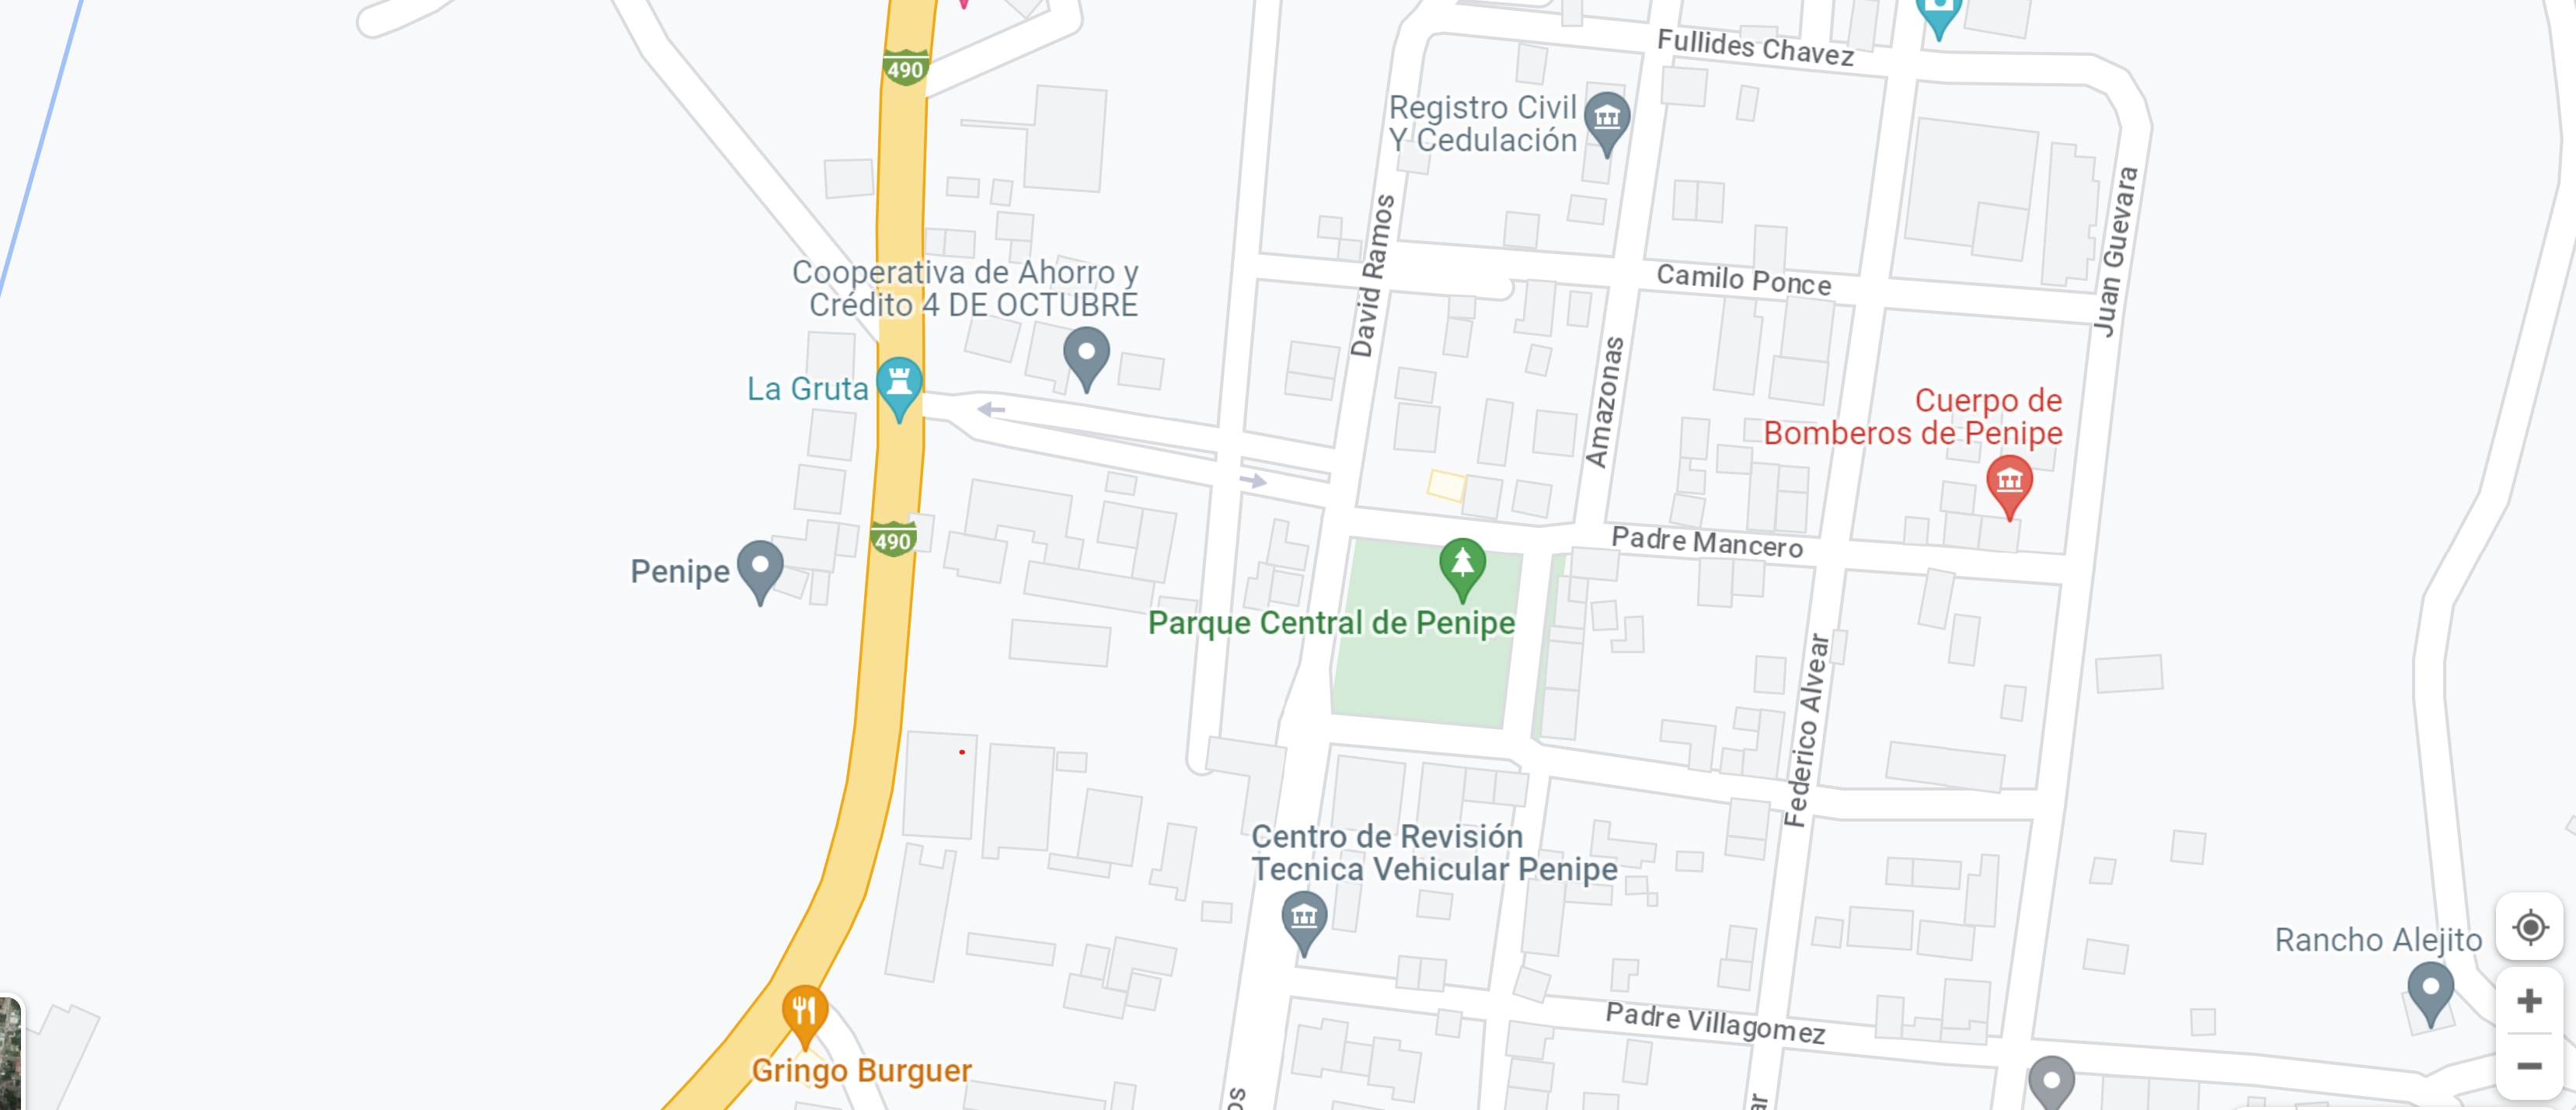 Fullides Chavez
490
Registro Civil
Y Cedulación
Juan Guevara
David Ramos
Cooperativa de Ahorro y
Crédito 4 DE OCTUBRE
Camilo Ponce
La Gruta
Amazonas
Cuerpo de
Bomberos de Penipe
490
Padre Mancero
Penipe
Parque Central de Penipe
Federico Alvear
Centro de Revisión
Tecnica Vehicular Penipe
Rancho Alejito
Padre Villagomez
Gringo Burguer
os
ar